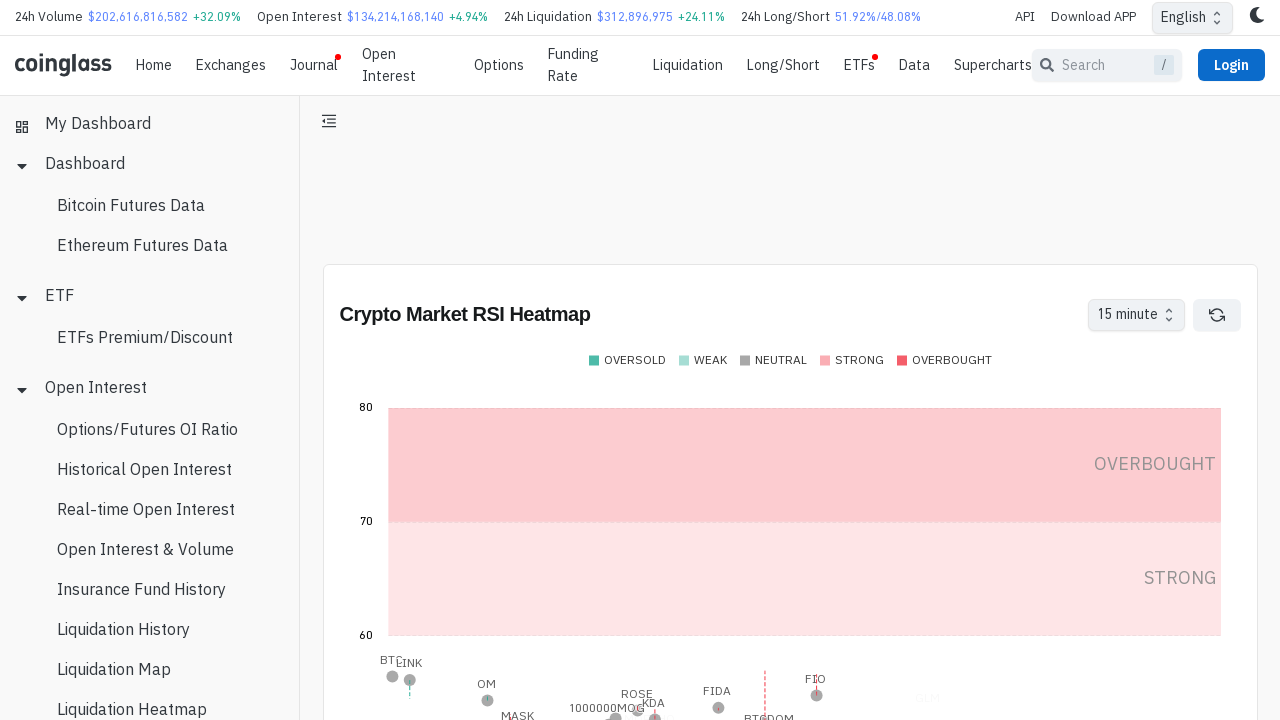 24h Volume $202,616,816,582 +32.09% Open Interest $134,214,168,140 +4.94% 24h Liquidation $312,896,975 +24.11% 24h Long/Short 51.92%/48.08% API Download APP English
coinglass Home Exchanges Journal Open Interest Options Funding Rate Liquidation Long/Short ETFs Data Supercharts Search / Login
My Dashboard
Dashboard
Bitcoin Futures Data
Ethereum Futures Data
ETF
ETFs Premium/Discount
Open Interest
Options/Futures OI Ratio
Historical Open Interest
Real-time Open Interest
Open Interest & Volume
Insurance Fund History
Liquidation History
Liquidation Map
Liquidation Heatmap
Crypto Market RSI Heatmap 15 minute
OVERSOLD WEAK NEUTRAL STRONG OVERBOUGHT
80
OVERBOUGHT
70
STRONG
60
BTC LINK
OM
FIO
ROSE FIDA
1000000MOG KDA
MASK BTCDOM